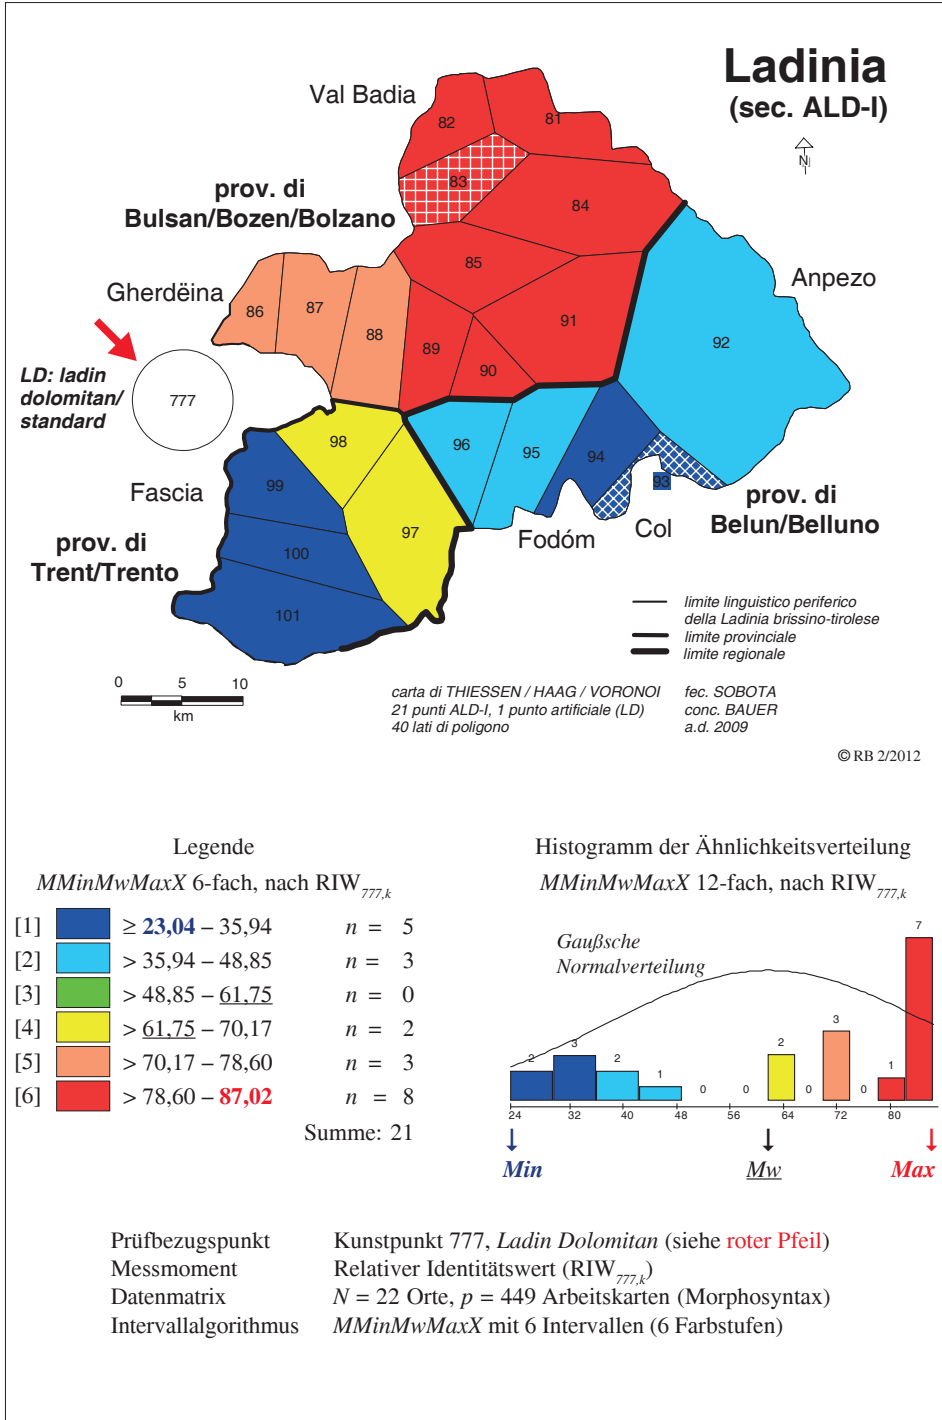 Ladinia
(sec. ALD-I)
N
Val Badia
82
81
83
84
prov. di
Bulsan/Bozen/Bolzano
85
Anpezo
Gherdëina
86
87
88
89
90
91
92
LD: ladin
dolomitan/
standard
777
98
96
95
94
93
Fascia
99
97
100
101
Fodóm
Col
prov. di
Belun/Belluno
prov. di
Trent/Trento
limite linguistico periferico
della Ladinia brissino-tirolese
limite provinciale
limite regionale
0 5 10
km
carta di THIESSEN / HAAG / VORONOI
21 punti ALD-I, 1 punto artificiale (LD)
40 lati di poligono
fec. SOBOTA
conc. BAUER
a.d. 2009
© RB 2/2012
Legende
MMinMwMaxX 6-fach, nach RIW777,k
[1] ≥ 23,04 – 35,94 n = 5
[2] > 35,94 – 48,85 n = 3
[3] > 48,85 – 61,75 n = 0
[4] > 61,75 – 70,17 n = 2
[5] > 70,17 – 78,60 n = 3
[6] > 78,60 – 87,02 n = 8
Summe: 21
Histogramm der Ähnlichkeitsverteilung
MMinMwMaxX 12-fach, nach RIW777,k
Gaußsche
Normalverteilung
2 3 2 1 0 0 2 0 3 0 1 7
24 32 40 48 56 64 72 80
Min Mw Max
Prüfbezugspunkt Kunstpunkt 777, Ladin Dolomitan (siehe roter Pfeil)
Messmoment Relativer Identitätswert (RIW777,k)
Datenmatrix N = 22 Orte, p = 449 Arbeitskarten (Morphosyntax)
Intervallalgorithmus MMinMwMaxX mit 6 Intervallen (6 Farbstufen)